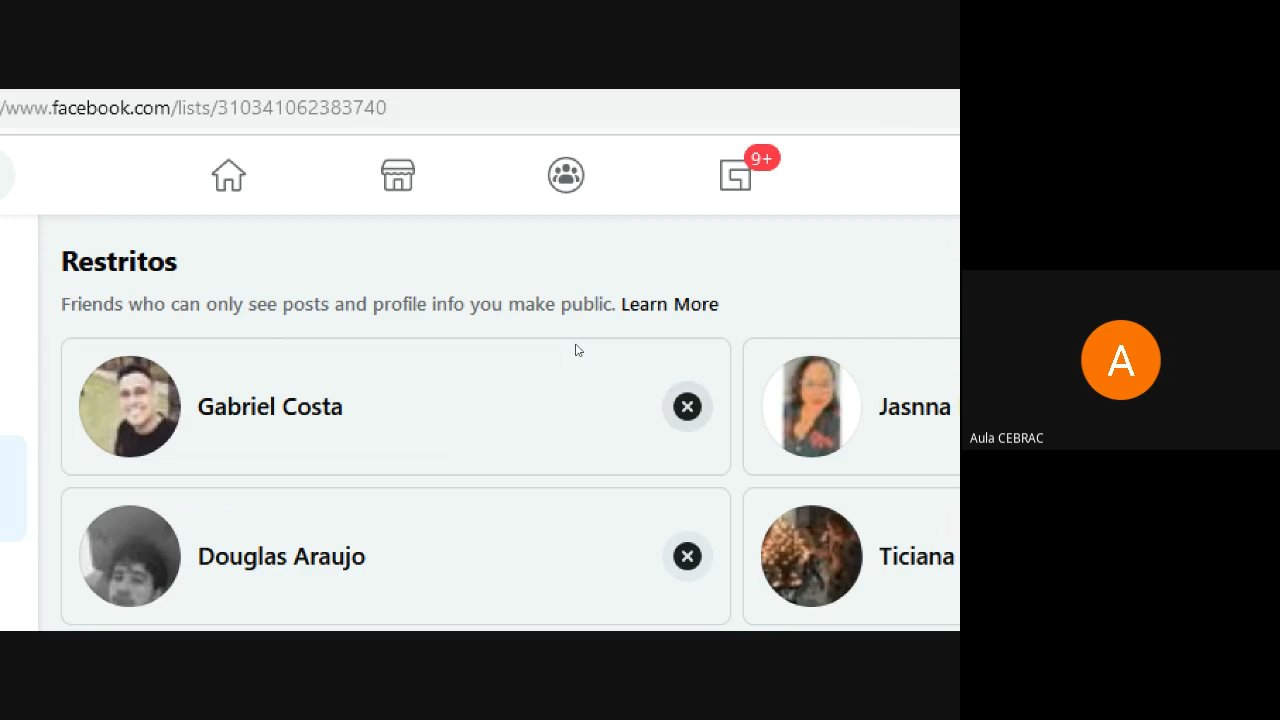 /www.facebook.com/lists/310341062383740
9+
Restritos
Friends who can only see posts and profile info you make public. Learn More
Gabriel Costa
Jasnna
Douglas Araujo
Ticiana
A
Aula CEBRAC